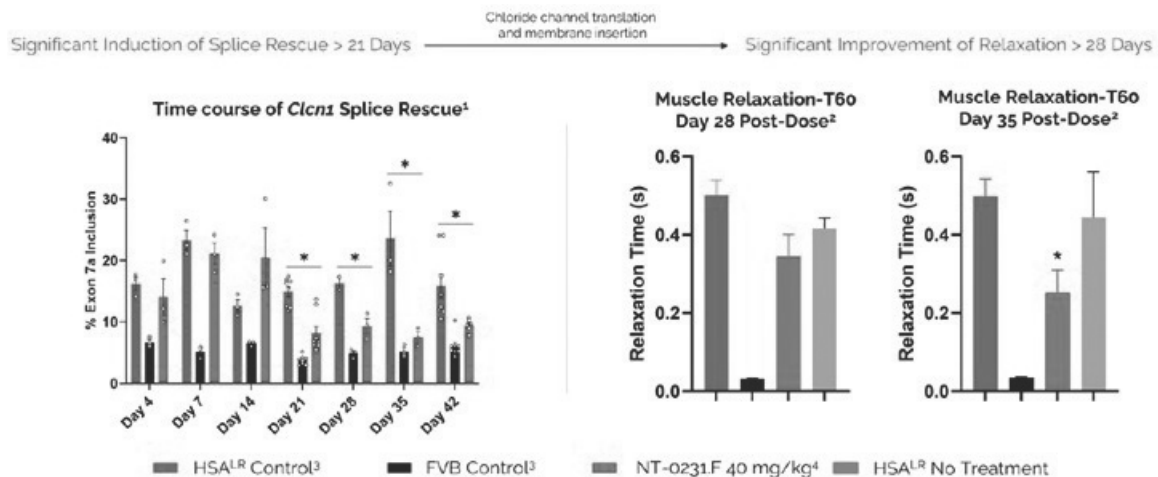 Chloride channel translation
and membrane insertion
Significant Induction of Splice Rescue > 21 Days
Significant Improvement of Relaxation > 28 Days
Time course of Clcn1 Splice Rescue¹
% Exon 7a Inclusion
40
30
20
10
0
* * * *
Day 4 Day 7 Day 14 Day 21 Day 28 Day 35 Day 42
Muscle Relaxation-T60
Day 28 Post-Dose²
Relaxation Time (s)
0.6
0.4
0.2
0.0
Muscle Relaxation-T60
Day 35 Post-Dose²
Relaxation Time (s)
0.6
0.4
0.2
0.0
*
HSAᴸᴿ Control³ FVB Control³ NT-0231.F 40 mg/kg⁴ HSAᴸᴿ No Treatment